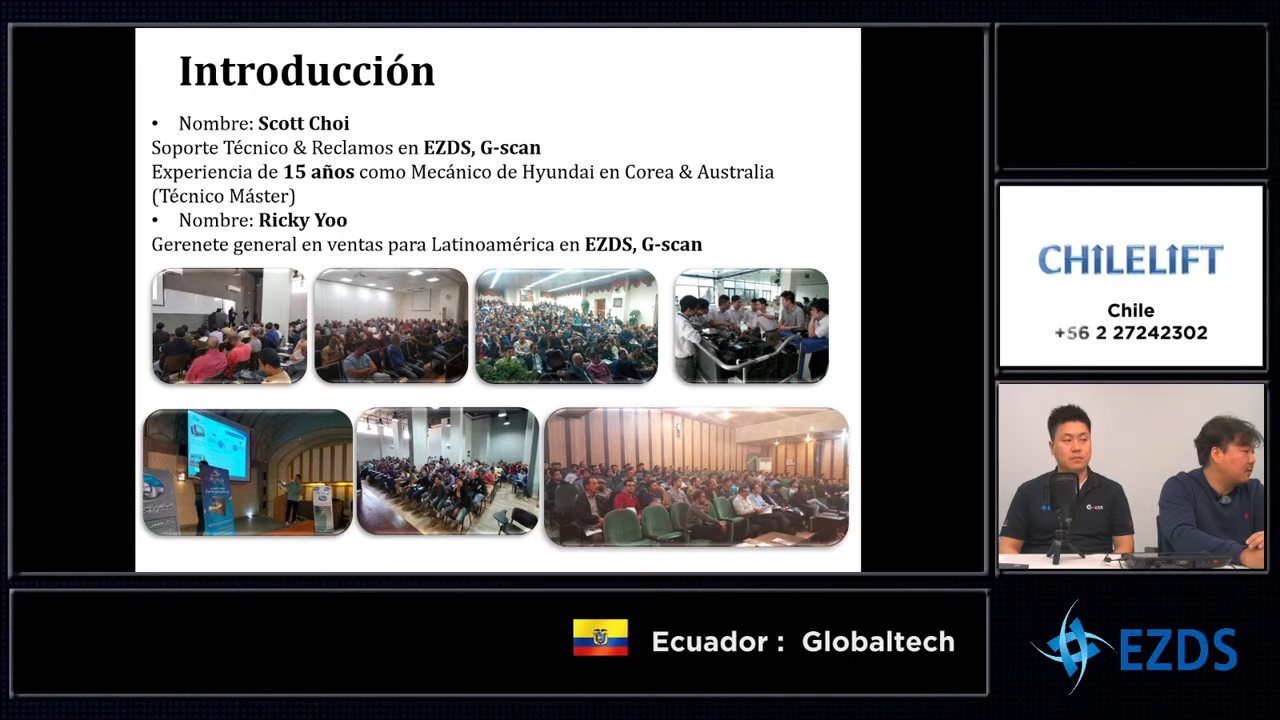 Introducción
• Nombre: Scott Choi
Soporte Técnico & Reclamos en EZDS, G-scan
Experiencia de 15 años como Mecánico de Hyundai en Corea & Australia
(Técnico Máster)
• Nombre: Ricky Yoo
Gerenete general en ventas para Latinoamérica en EZDS, G-scan
CHILELIFT
Chile
+56 2 27242302
Ecuador : Globaltech
EZDS